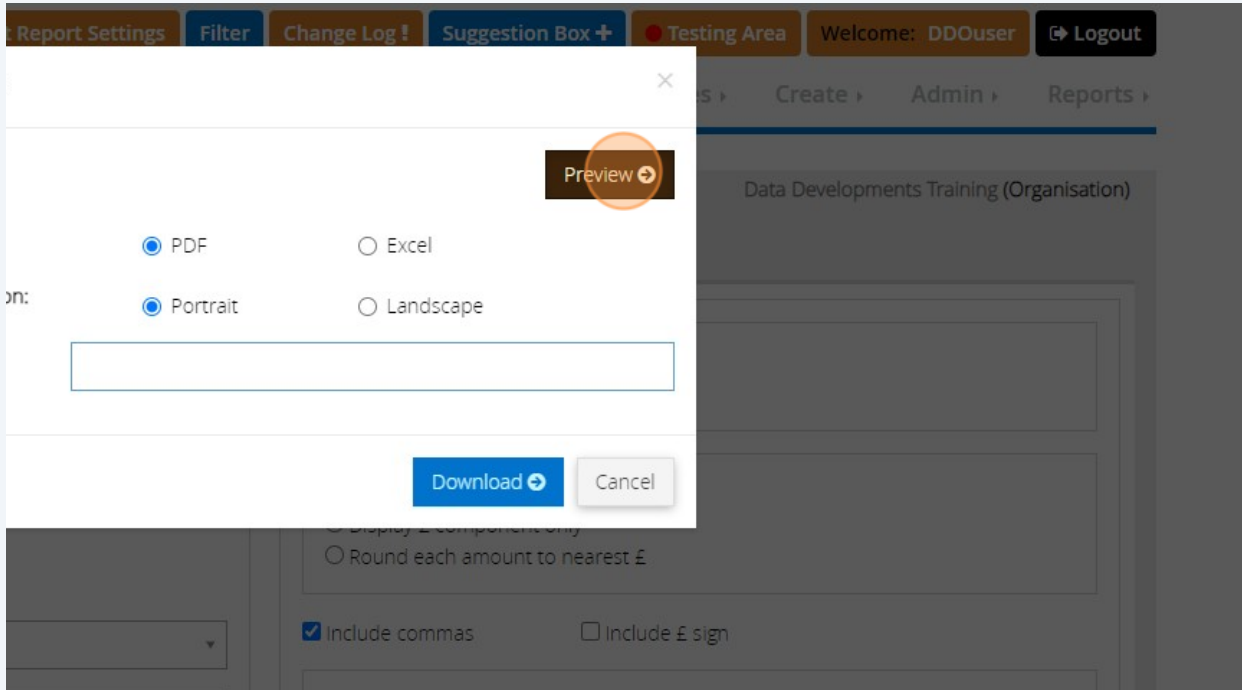 t Report Settings Filter Change Log ! Suggestion Box + Testing Area Welcome: DDOuser Logout
es Create Admin Reports
Preview
Data Developments Training (Organisation)
PDF Excel
on:
Portrait Landscape
Download Cancel
Display £ component only
Round each amount to nearest £
Include commas Include £ sign